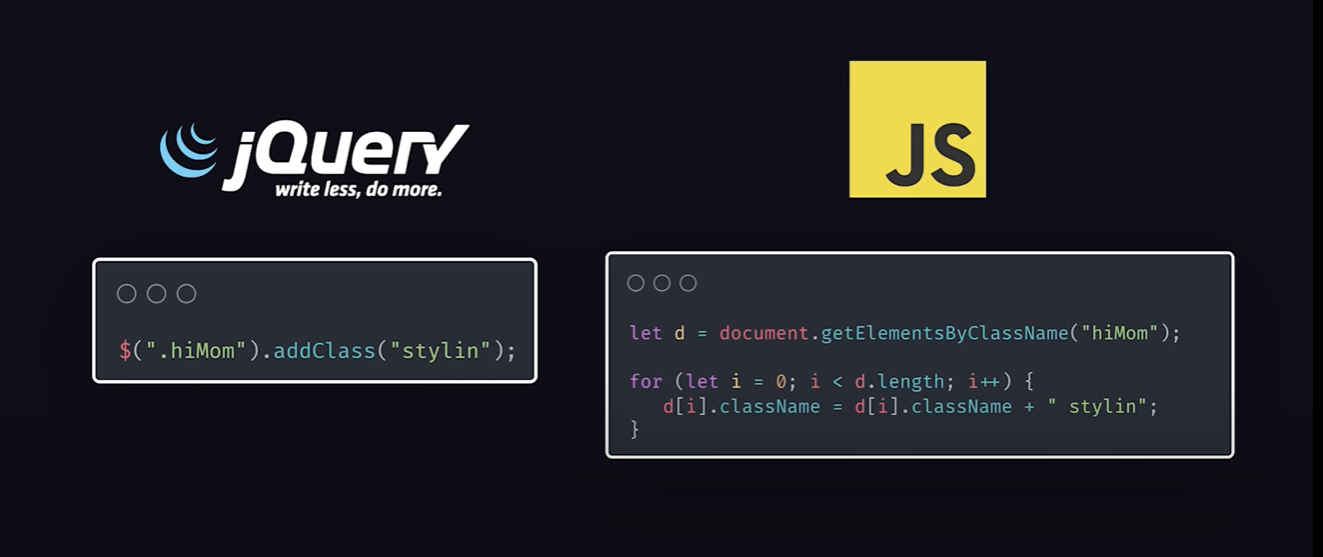 jQuery
write less, do more.
$(".hiMom").addClass("stylin");
JS
let d = document.getElementsByClassName("hiMom");
for (let i = 0; i < d.length; i++) {
   d[i].className = d[i].className + " stylin";
}